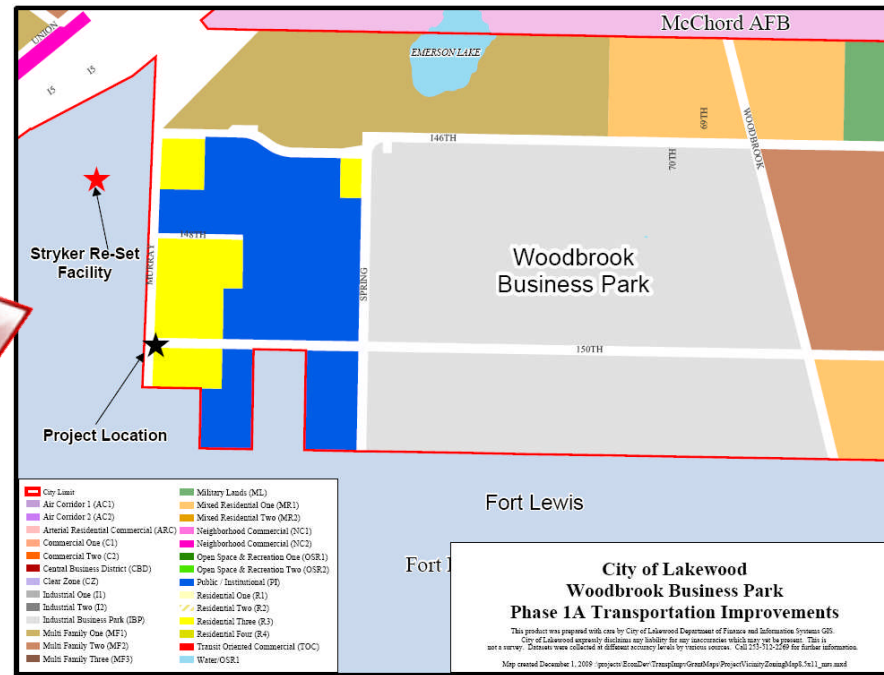 McChord AFB
UNION
15
15
EMERSON LAKE
146TH
69TH
70TH
WOODBROOK
148TH
MURRAY
SPRING
150TH
Stryker Re-Set
Facility
Woodbrook
Business Park
Project Location
Fort Lewis
Fort
City Limit
Air Corridor 1 (AC1)
Air Corridor 2 (AC2)
Arterial Residential Commercial (ARC)
Commercial One (C1)
Commercial Two (C2)
Central Business District (CBD)
Clear Zone (CZ)
Industrial One (I1)
Industrial Two (I2)
Industrial Business Park (IBP)
Multi Family One (MF1)
Multi Family Two (MF2)
Multi Family Three (MF3)
Military Lands (ML)
Mixed Residential One (MR1)
Mixed Residential Two (MR2)
Neighborhood Commercial (NC1)
Neighborhood Commercial (NC2)
Open Space & Recreation One (OSR1)
Open Space & Recreation Two (OSR2)
Public / Institutional (PI)
Residential One (R1)
Residential Two (R2)
Residential Three (R3)
Residential Four (R4)
Transit Oriented Commercial (TOC)
Water/OSR1
City of Lakewood
Woodbrook Business Park
Phase 1A Transportation Improvements
This product was prepared with care by City of Lakewood Department of Finance and Information Systems GIS.
City of Lakewood expressly disclaims any liability for any inaccuracies which may yet be present. This is
not a survey. Datasets were collected at different accuracy levels by various sources. Call 253-512-2269 for further information.
Map created December 1, 2009